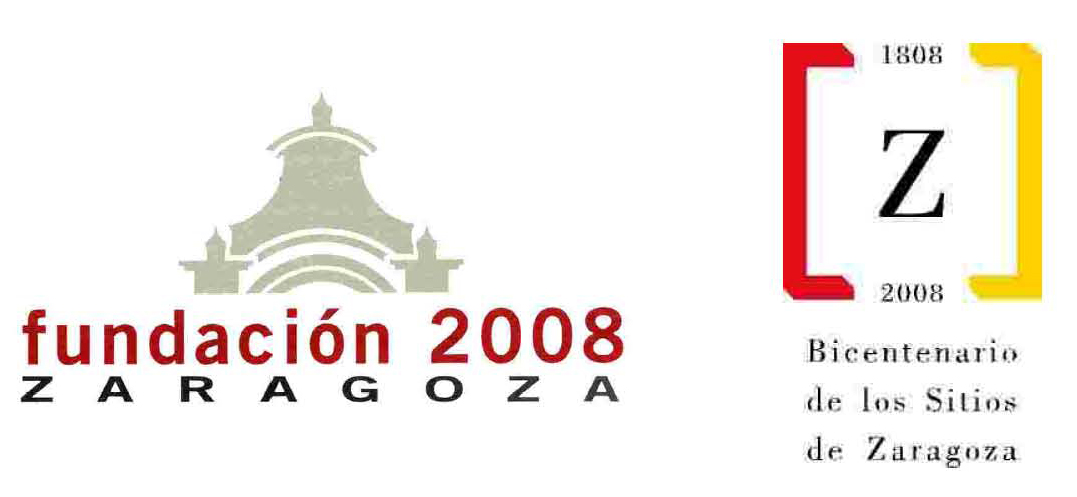 fundación 2008
ZARAGOZA
1808
Z
2008
Bicentenario
de los Sitios
de Zaragoza